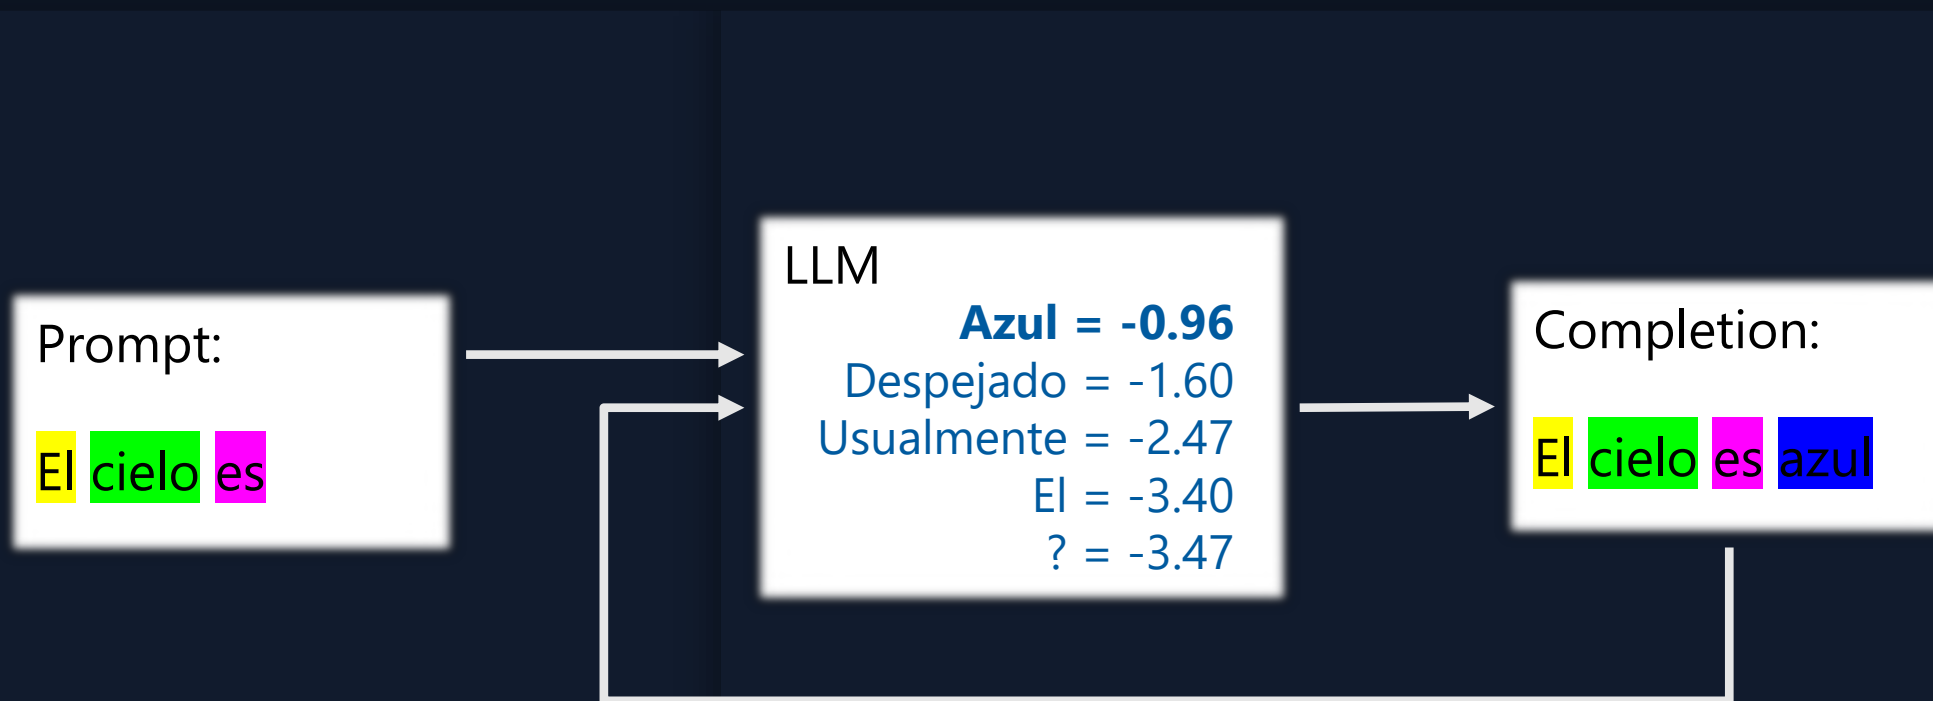 Prompt:
El cielo es
LLM
Azul = -0.96
Despejado = -1.60
Usualmente = -2.47
El = -3.40
? = -3.47
Completion:
El cielo es azul